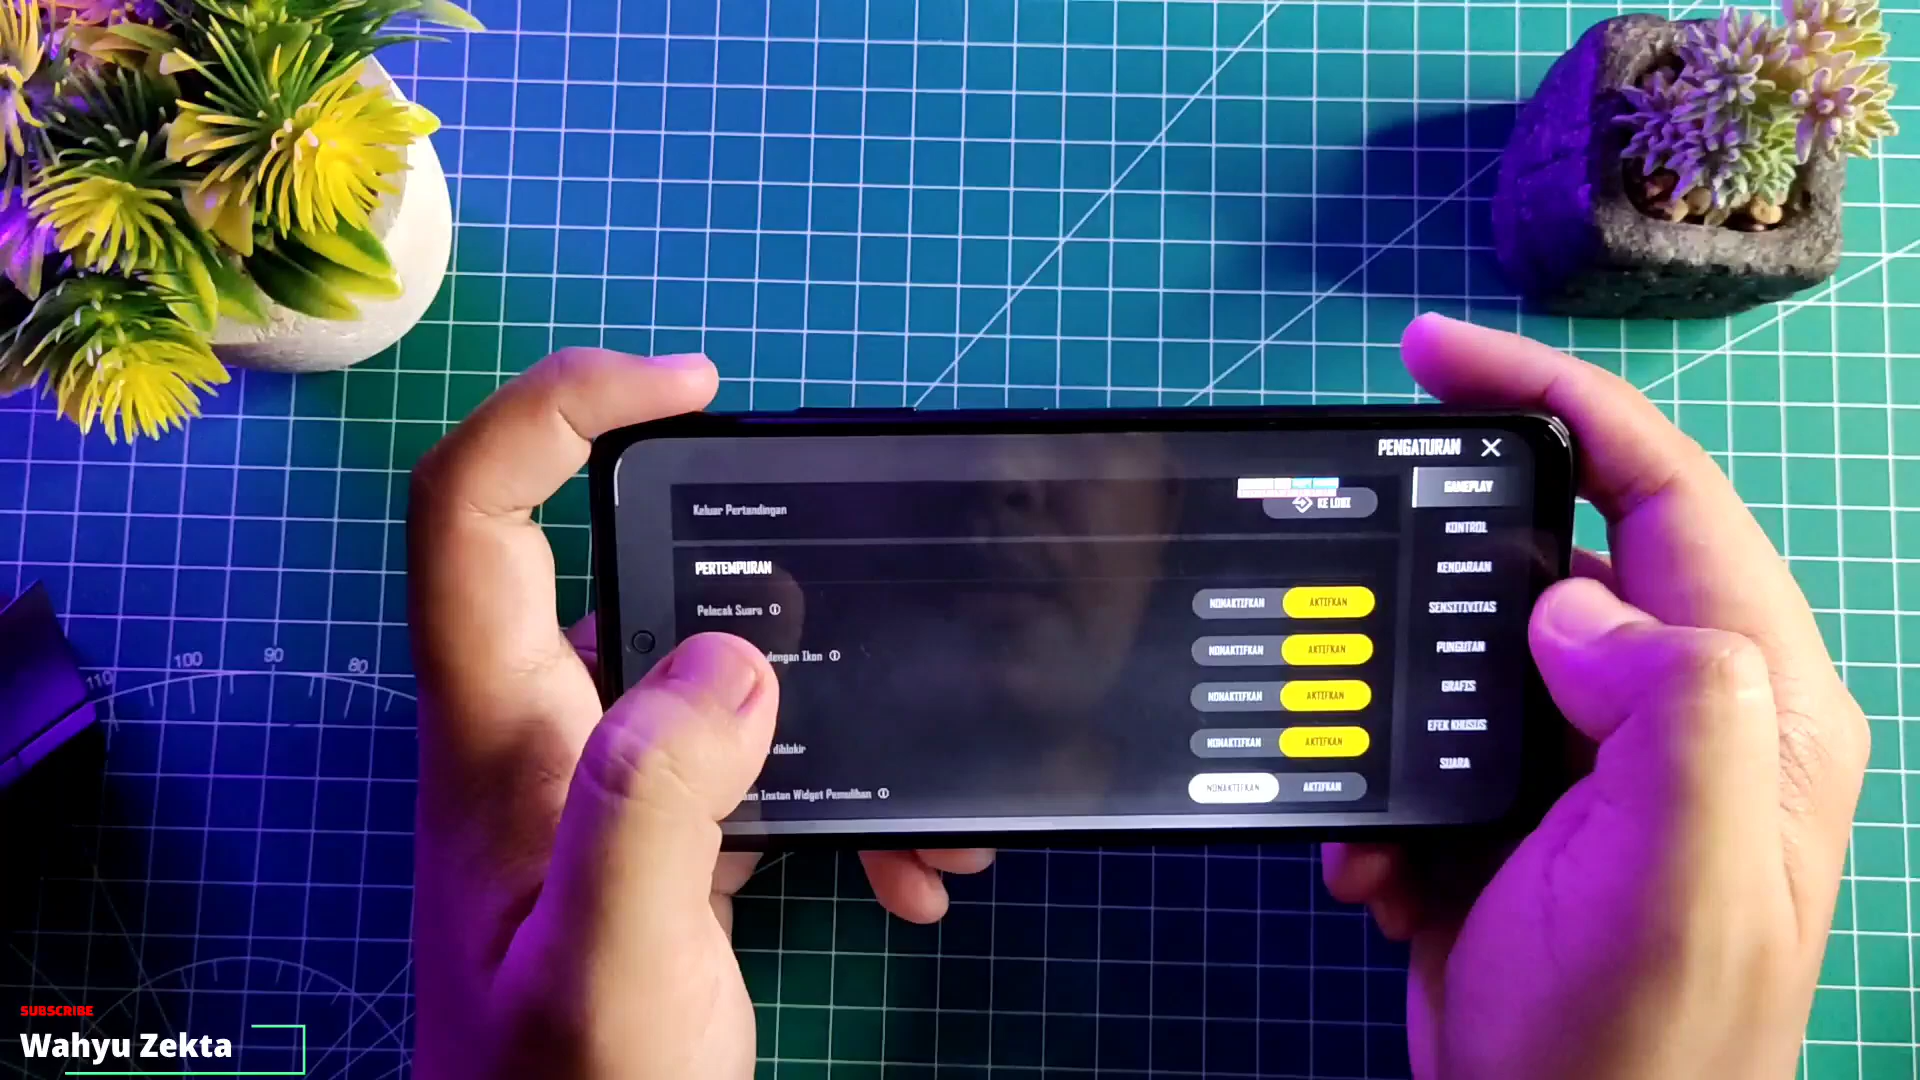 PENGATURAN
Keluar Pertandingan
KE LOBI
GAMEPLAY
KONTROL
PERTEMPURAN
KENDARAAN
Pelacak Suara
NONAKTIFKAN AKTIFKAN
SENSITIVITAS
dengan Ikon
NONAKTIFKAN AKTIFKAN
PUNGUTAN
NONAKTIFKAN AKTIFKAN
GRAFIS
diblokir
NONAKTIFKAN AKTIFKAN
EFEK KHUSUS
Instan Widget Pemulihan
NONAKTIFKAN AKTIFKAN
SUARA
110 100 90 80
SUBSCRIBE
Wahyu Zekta